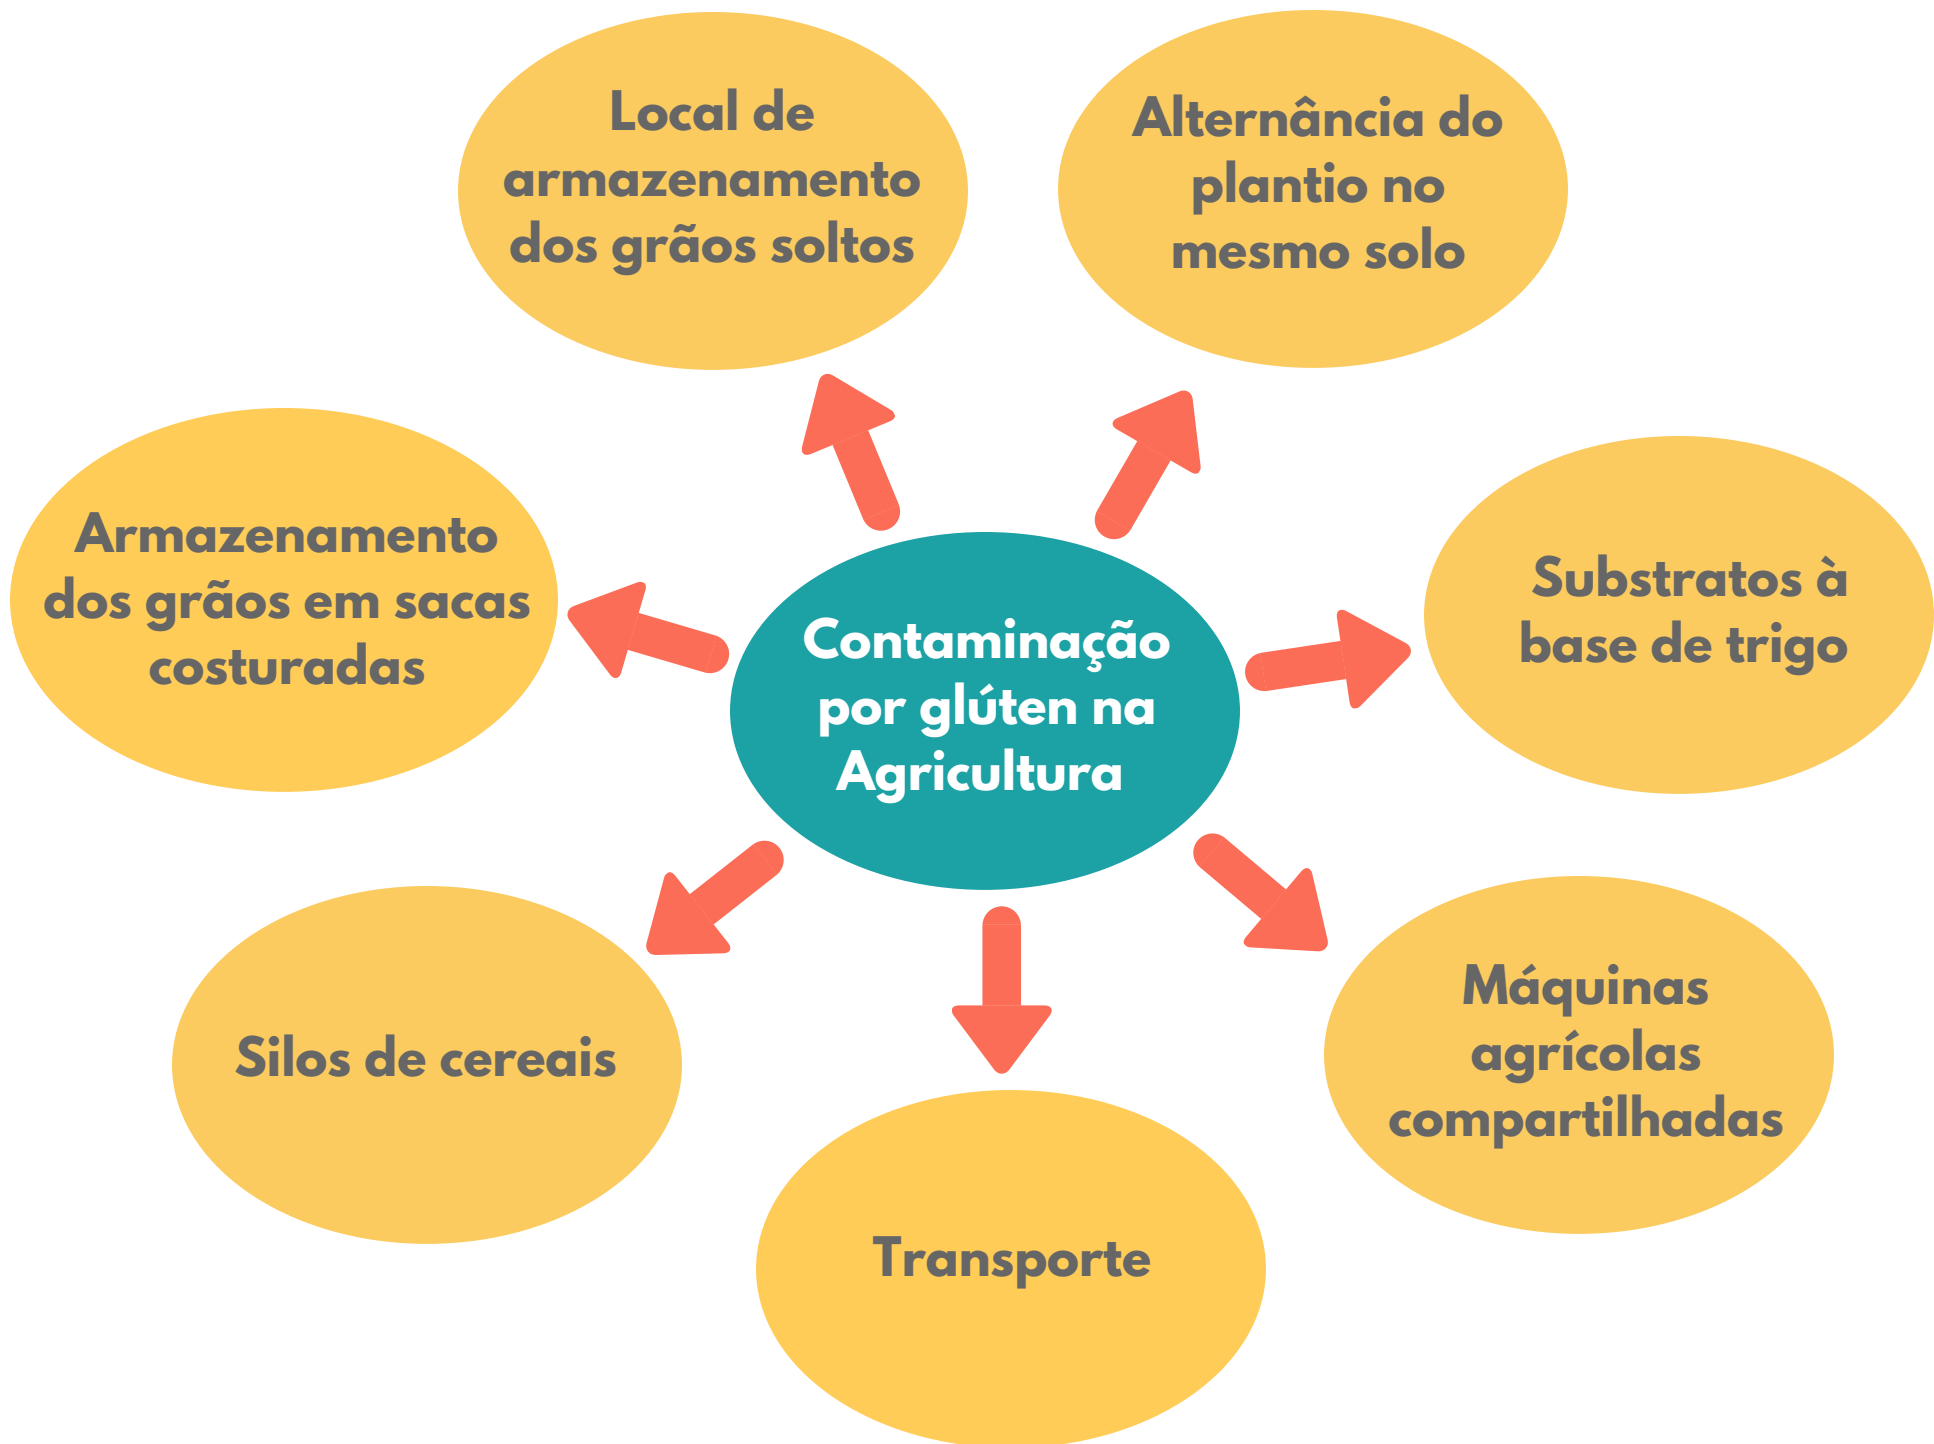 Local de
armazenamento
dos grãos soltos
Alternância do
plantio no
mesmo solo
Armazenamento
dos grãos em sacas
costuradas
Contaminação
por glúten na
Agricultura
Substratos à
base de trigo
Silos de cereais
Máquinas
agrícolas
compartilhadas
Transporte